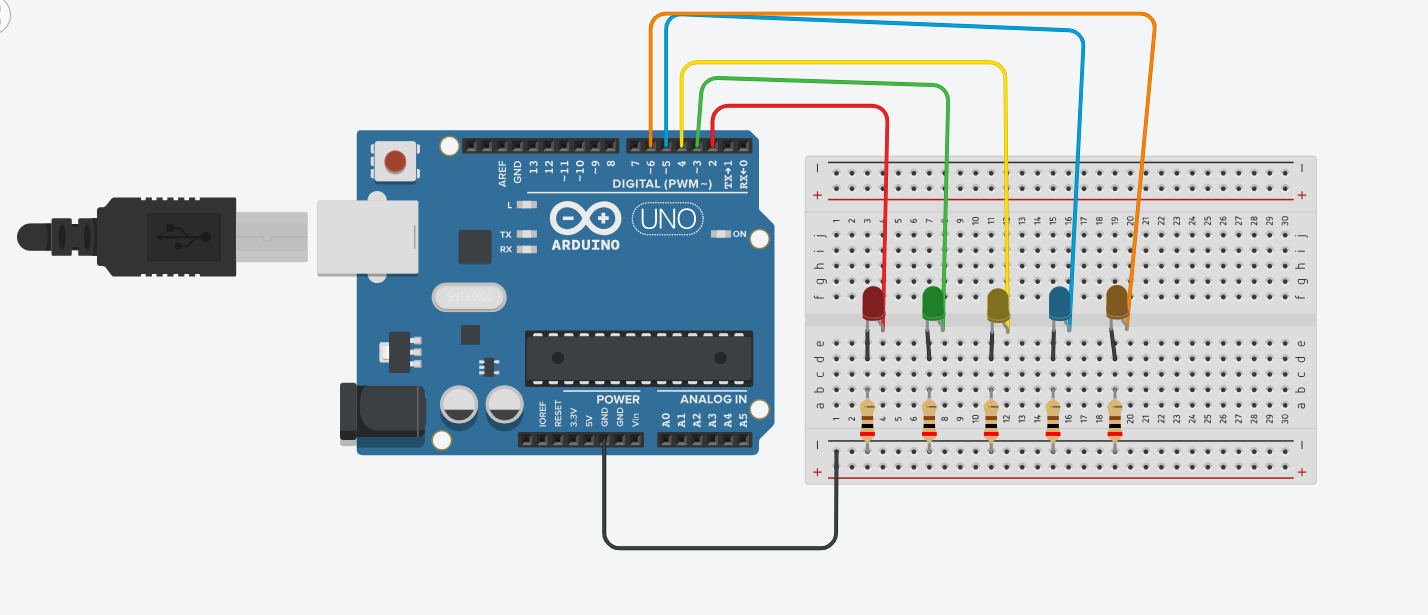 AREF
GND
13
12
~11
~10
~9
8
7
~6
~5
4
~3
2
TX→1
RX←0
DIGITAL (PWM~)
L
TX
RX
ARDUINO
UNO
ON
POWER
ANALOG IN
IOREF
RESET
3.3V
5V
GND
GND
Vin
A0
A1
A2
A3
A4
A5
− −
+ +
1 2 3 4 5 6 7 8 9 10 11 12 13 14 15 16 17 18 19 20 21 22 23 24 25 26 27 28 29 30
j j
i i
h h
g g
f f
e e
d d
c c
b b
a a
1 2 3 4 5 6 7 8 9 10 11 12 13 14 15 16 17 18 19 20 21 22 23 24 25 26 27 28 29 30
− −
+ +